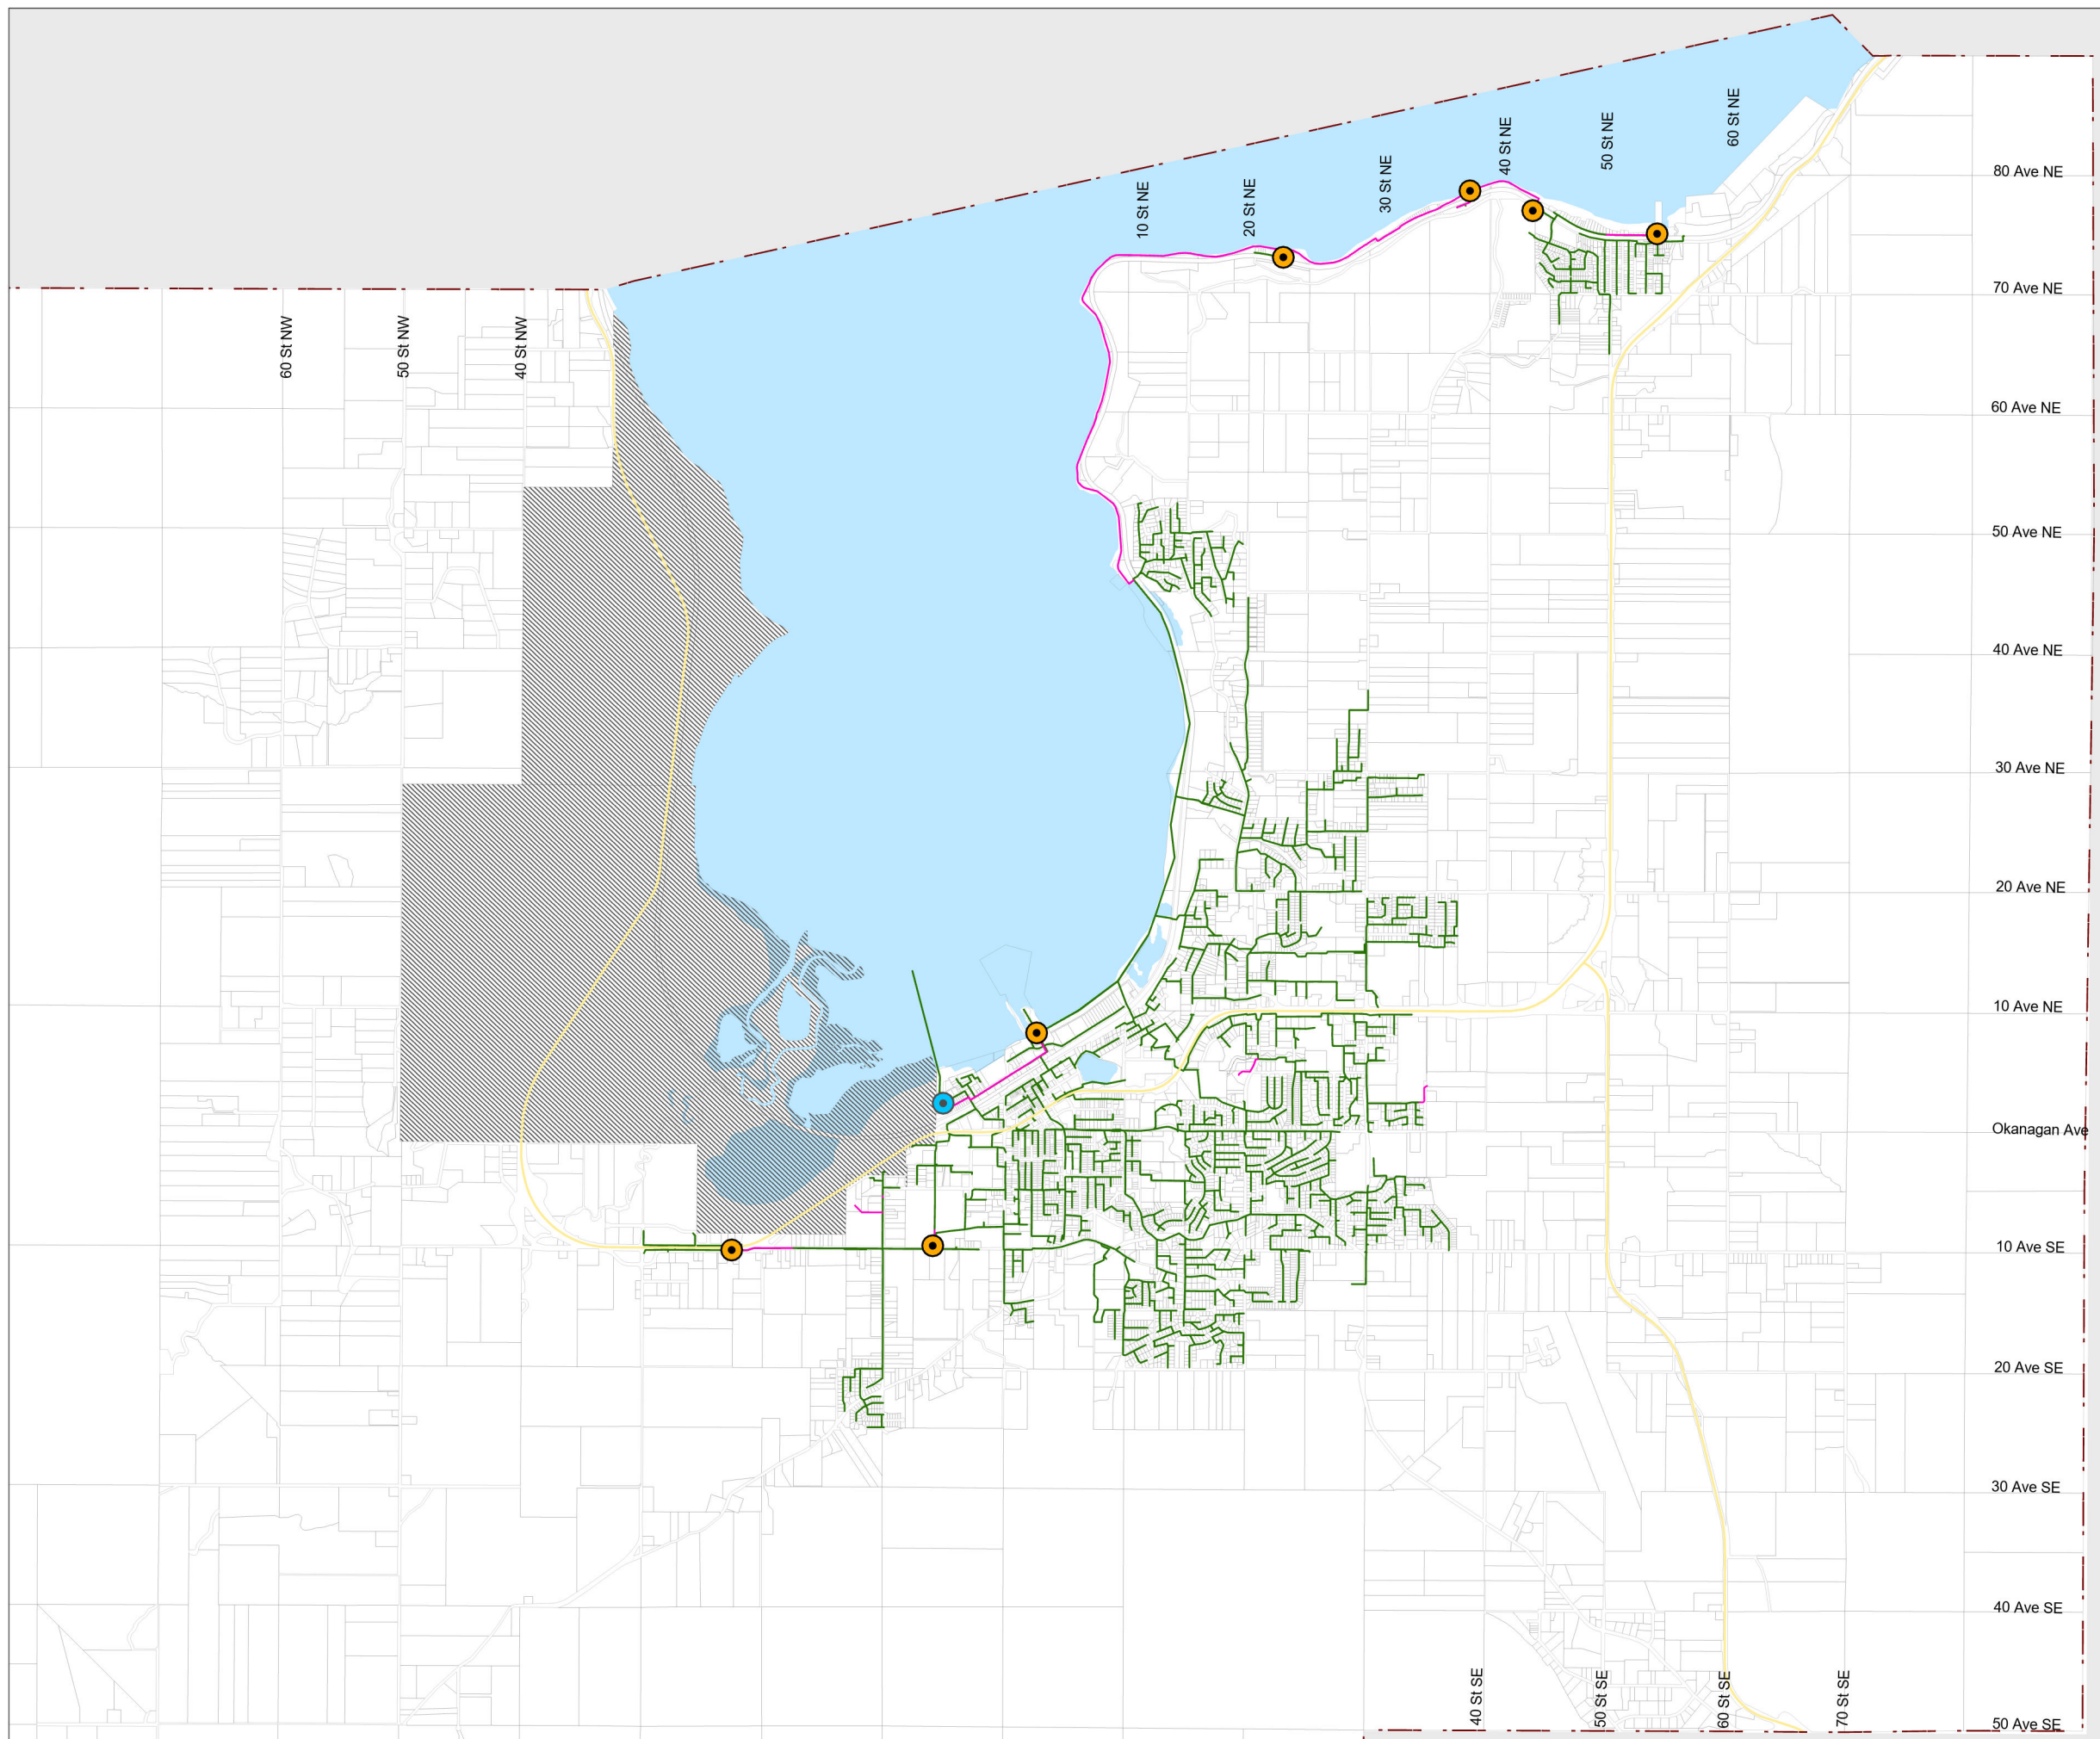 60 St NE
50 St NE
40 St NE
30 St NE
20 St NE
10 St NE
80 Ave NE
70 Ave NE
60 St NW
50 St NW
40 St NW
60 Ave NE
50 Ave NE
40 Ave NE
30 Ave NE
20 Ave NE
10 Ave NE
Okanagan Ave
10 Ave SE
20 Ave SE
30 Ave SE
40 Ave SE
40 St SE
50 St SE
60 St SE
70 St SE
50 Ave SE